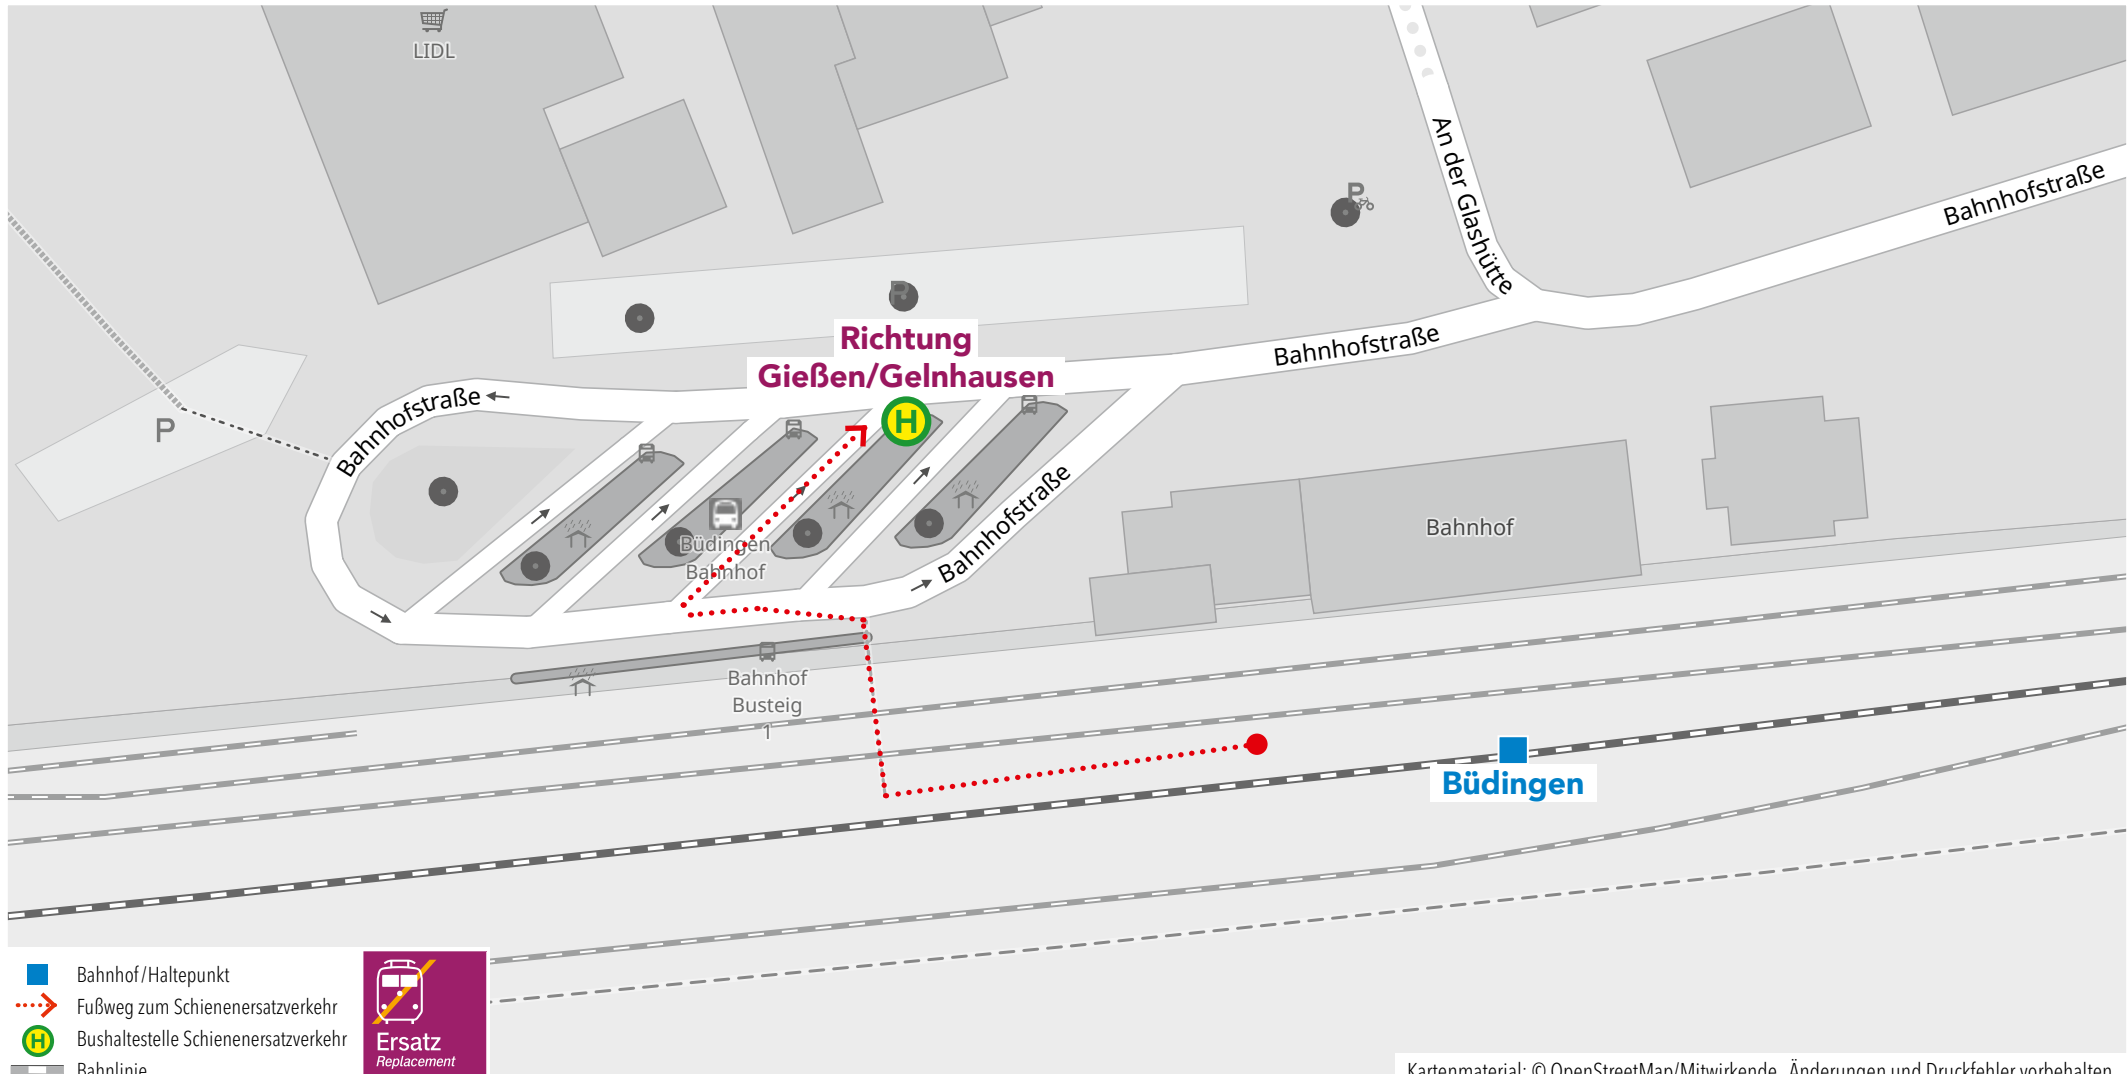 LIDL
An der Glashütte
P
Bahnhofstraße
P
Richtung
Gießen/Gelnhausen
Bahnhofstraße
Bahnhofstraße
P
H
Bahnhofstraße
Büdingen
Bahnhof
Bahnhof
Bahnhof
Busteig
1
Büdingen
Bahnhof/Haltepunkt
Fußweg zum Schienenersatzverkehr
H
Bushaltestelle Schienenersatzverkehr
Bahnlinie
Ersatz
Replacement
Kartenmaterial: © OpenStreetMap/Mitwirkende, Änderungen und Druckfehler vorbehalten